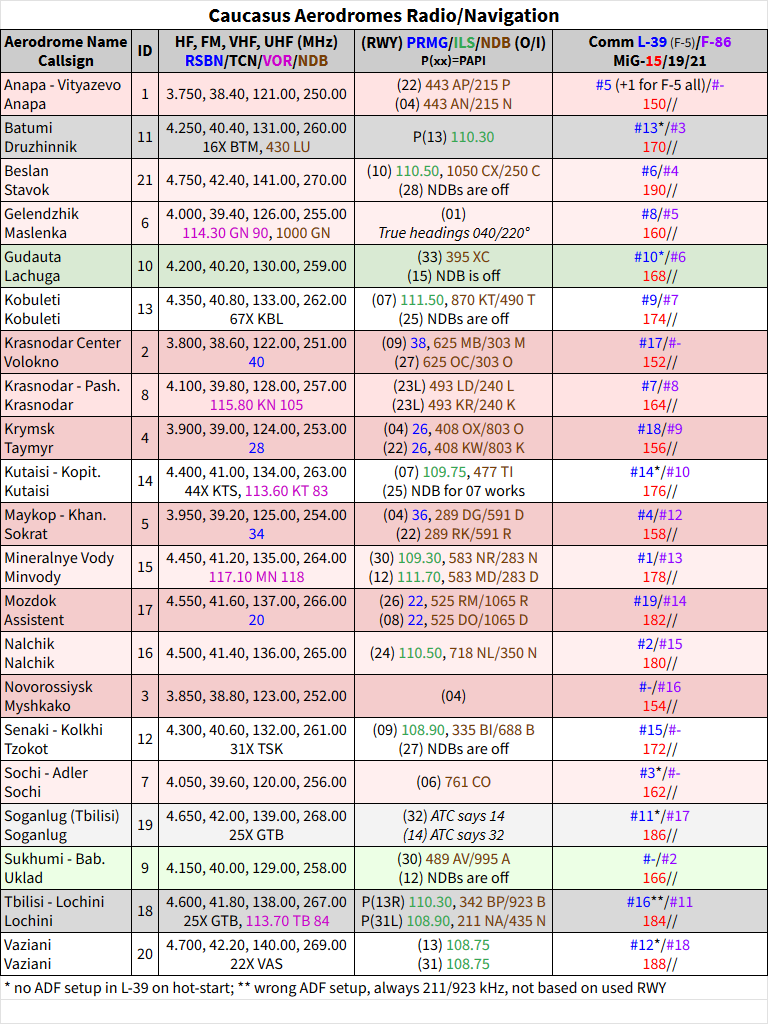 Caucasus Aerodromes Radio/Navigation
Aerodrome Name Callsign | ID | HF, FM, VHF, UHF (MHz) RSBN/TCN/VOR/NDB | (RWY) PRMG/ILS/NDB (O/I) P(xx)=PAPI | Comm L-39 (F-5)/F-86 MiG-15/19/21
Anapa - Vityazevo | 1 | 3.750, 38.40, 121.00, 250.00 | (22) 443 AP/215 P | #5 (+1 for F-5 all)/#-
Anapa | (04) 443 AN/215 N | 150//
Batumi | 11 | 4.250, 40.40, 131.00, 260.00 | P(13) 110.30 | #13*/#3
Druzhinnik | 16X BTM, 430 LU | 170//
Beslan | 21 | 4.750, 42.40, 141.00, 270.00 | (10) 110.50, 1050 CX/250 C | #6/#4
Stavok | (28) NDBs are off | 190//
Gelendzhik | 6 | 4.000, 39.40, 126.00, 255.00 | (01) | #8/#5
Maslenka | 114.30 GN 90, 1000 GN | True headings 040/220° | 160//
Gudauta | 10 | 4.200, 40.20, 130.00, 259.00 | (33) 395 XC | #10*/#6
Lachuga | (15) NDB is off | 168//
Kobuleti | 13 | 4.350, 40.80, 133.00, 262.00 | (07) 111.50, 870 KT/490 T | #9/#7
Kobuleti | 67X KBL | (25) NDBs are off | 174//
Krasnodar Center | 2 | 3.800, 38.60, 122.00, 251.00 | (09) 38, 625 MB/303 M | #17/#-
Volokno | 40 | (27) 625 OC/303 O | 152//
Krasnodar - Pash. | 8 | 4.100, 39.80, 128.00, 257.00 | (23L) 493 LD/240 L | #7/#8
Krasnodar | 115.80 KN 105 | (23L) 493 KR/240 K | 164//
Krymsk | 4 | 3.900, 39.00, 124.00, 253.00 | (04) 26, 408 OX/803 O | #18/#9
Taymyr | 28 | (22) 26, 408 KW/803 K | 156//
Kutaisi - Kopit. | 14 | 4.400, 41.00, 134.00, 263.00 | (07) 109.75, 477 TI | #14*/#10
Kutaisi | 44X KTS, 113.60 KT 83 | (25) NDB for 07 works | 176//
Maykop - Khan. | 5 | 3.950, 39.20, 125.00, 254.00 | (04) 36, 289 DG/591 D | #4/#12
Sokrat | 34 | (22) 289 RK/591 R | 158//
Mineralnye Vody | 15 | 4.450, 41.20, 135.00, 264.00 | (30) 109.30, 583 NR/283 N | #1/#13
Minvody | 117.10 MN 118 | (12) 111.70, 583 MD/283 D | 178//
Mozdok | 17 | 4.550, 41.60, 137.00, 266.00 | (26) 22, 525 RM/1065 R | #19/#14
Assistent | 20 | (08) 22, 525 DO/1065 D | 182//
Nalchik | 16 | 4.500, 41.40, 136.00, 265.00 | (24) 110.50, 718 NL/350 N | #2/#15
Nalchik | 180//
Novorossiysk | 3 | 3.850, 38.80, 123.00, 252.00 | (04) | #-/#16
Myshkako | 154//
Senaki - Kolkhi | 12 | 4.300, 40.60, 132.00, 261.00 | (09) 108.90, 335 BI/688 B | #15/#-
Tzokot | 31X TSK | (27) NDBs are off | 172//
Sochi - Adler | 7 | 4.050, 39.60, 120.00, 256.00 | (06) 761 CO | #3*/#-
Sochi | 162//
Soganlug (Tbilisi) | 19 | 4.650, 42.00, 139.00, 268.00 | (32) ATC says 14 | #11*/#17
Soganlug | 25X GTB | (14) ATC says 32 | 186//
Sukhumi - Bab. | 9 | 4.150, 40.00, 129.00, 258.00 | (30) 489 AV/995 A | #-/#2
Uklad | (12) NDBs are off | 166//
Tbilisi - Lochini | 18 | 4.600, 41.80, 138.00, 267.00 | P(13R) 110.30, 342 BP/923 B | #16**/#11
Lochini | 25X GTB, 113.70 TB 84 | P(31L) 108.90, 211 NA/435 N | 184//
Vaziani | 20 | 4.700, 42.20, 140.00, 269.00 | (13) 108.75 | #12*/#18
Vaziani | 22X VAS | (31) 108.75 | 188//
* no ADF setup in L-39 on hot-start; ** wrong ADF setup, always 211/923 kHz, not based on used RWY